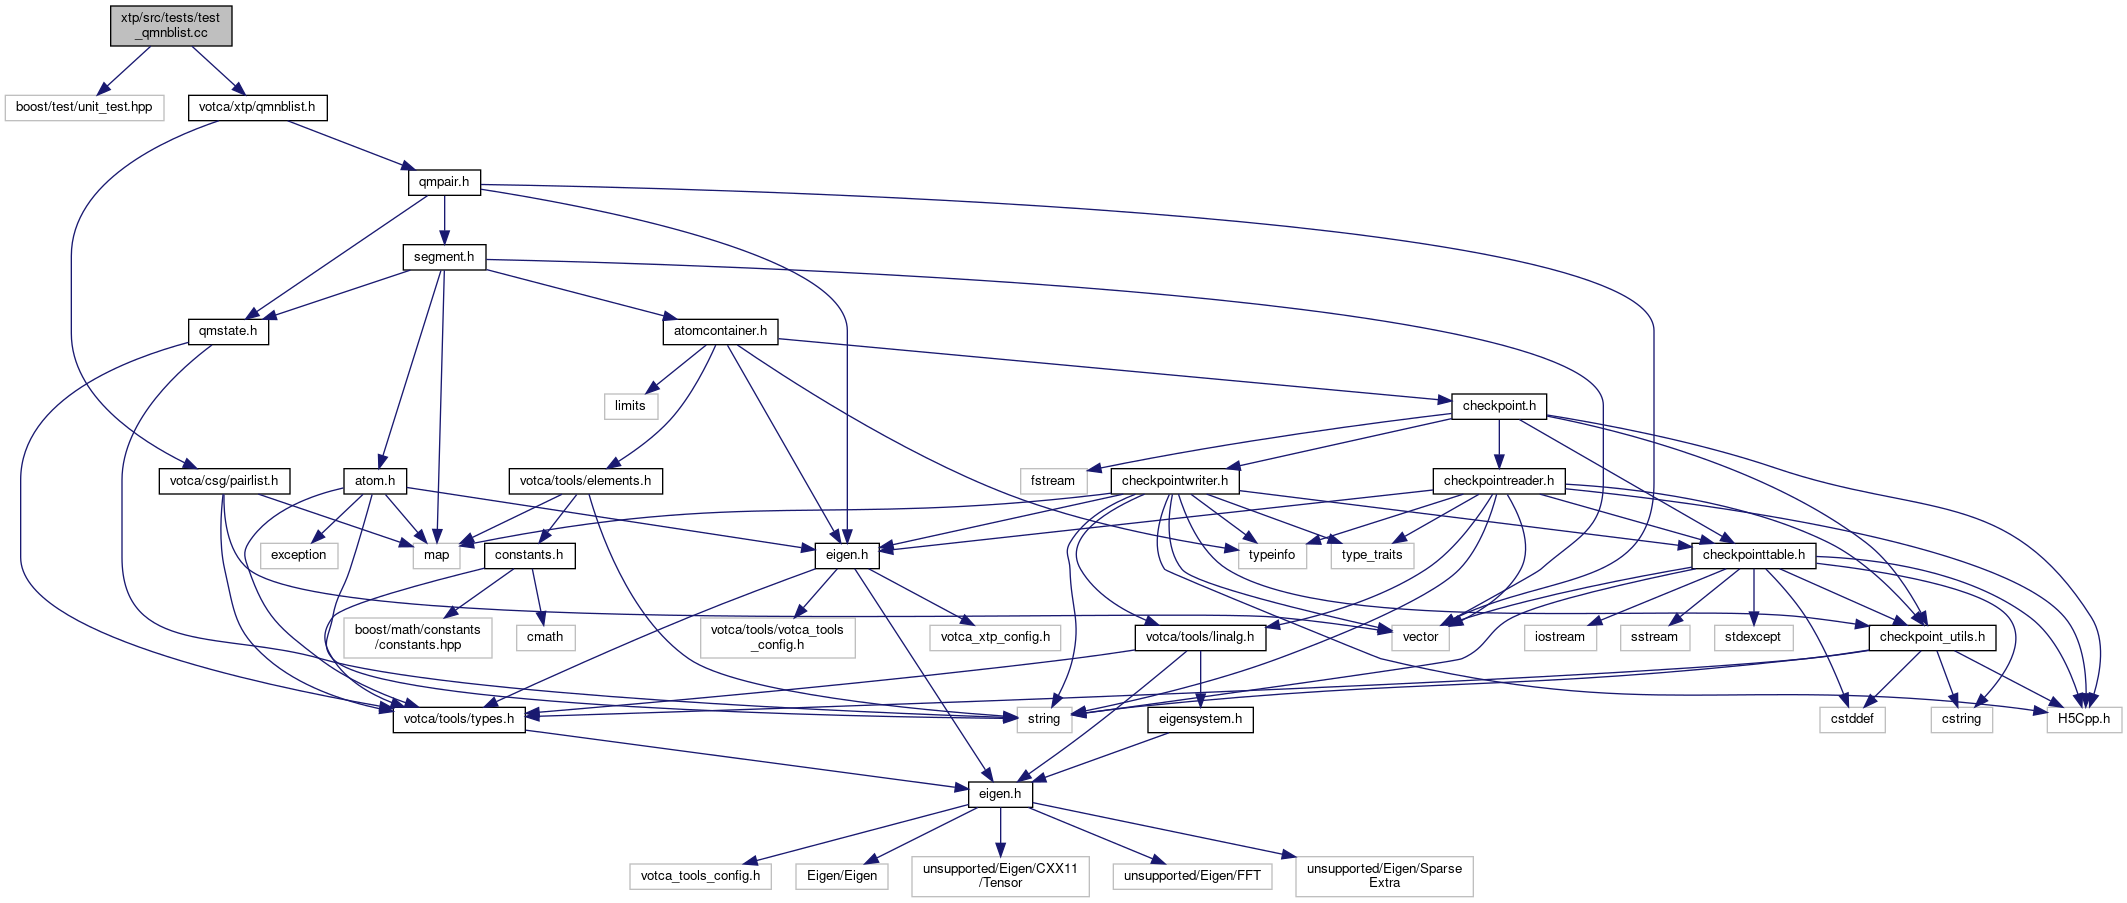 xtp/src/tests/test
_qmnblist.cc
boost/test/unit_test.hpp
votca/xtp/qmnblist.h
qmpair.h
segment.h
qmstate.h
atomcontainer.h
limits
checkpoint.h
votca/csg/pairlist.h
atom.h
votca/tools/elements.h
fstream
checkpointwriter.h
checkpointreader.h
exception
map
constants.h
eigen.h
typeinfo
type_traits
checkpointtable.h
boost/math/constants
/constants.hpp
cmath
votca/tools/votca_tools
_config.h
votca_xtp_config.h
votca/tools/linalg.h
vector
iostream
sstream
stdexcept
checkpoint_utils.h
votca/tools/types.h
string
eigensystem.h
cstddef
cstring
H5Cpp.h
eigen.h
votca_tools_config.h
Eigen/Eigen
unsupported/Eigen/CXX11
/Tensor
unsupported/Eigen/FFT
unsupported/Eigen/Sparse
Extra